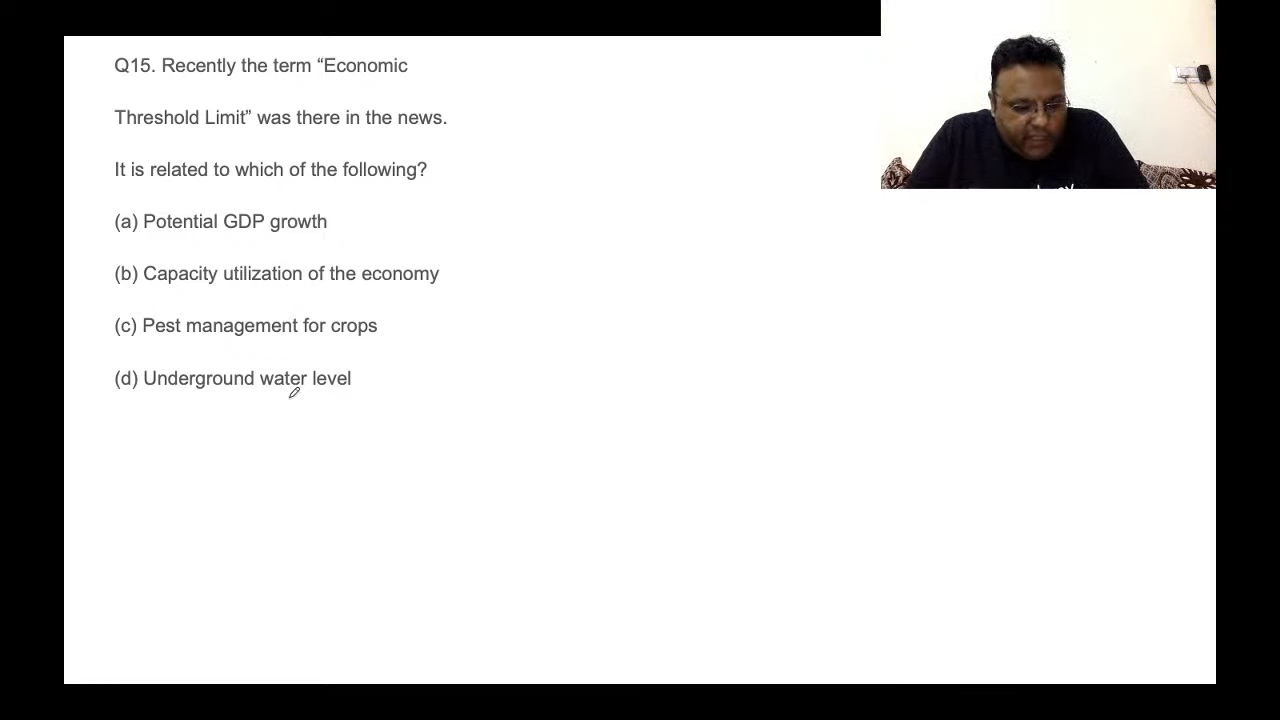 Q15. Recently the term “Economic
Threshold Limit” was there in the news.
It is related to which of the following?
(a) Potential GDP growth
(b) Capacity utilization of the economy
(c) Pest management for crops
(d) Underground water level